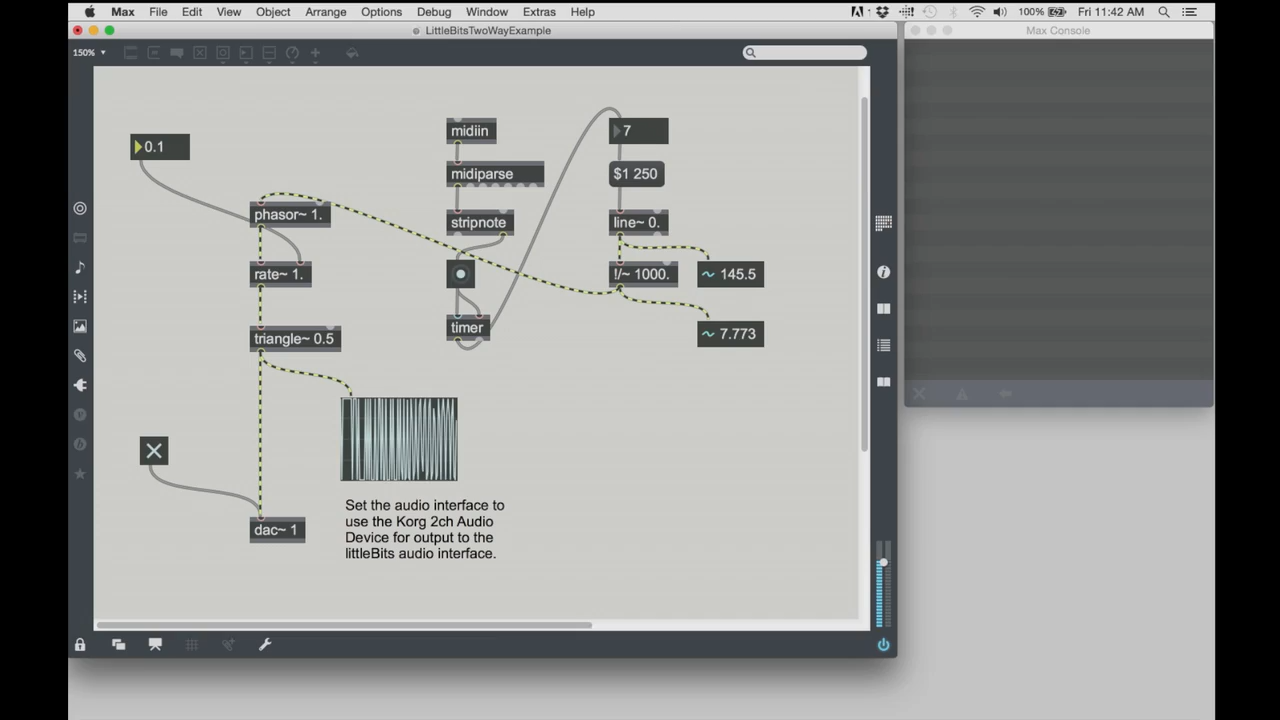 Max File Edit View Object Arrange Options Debug Window Extras Help
100% Fri 11:42 AM
LittleBitsTwoWayExample
Max Console
150%
0.1
midiin
7
midiparse
$1 250
phasor~ 1.
stripnote
line~ 0.
rate~ 1.
!/~ 1000.
~ 145.5
timer
~ 7.773
triangle~ 0.5
Set the audio interface to
use the Korg 2ch Audio
Device for output to the
littleBits audio interface.
dac~ 1